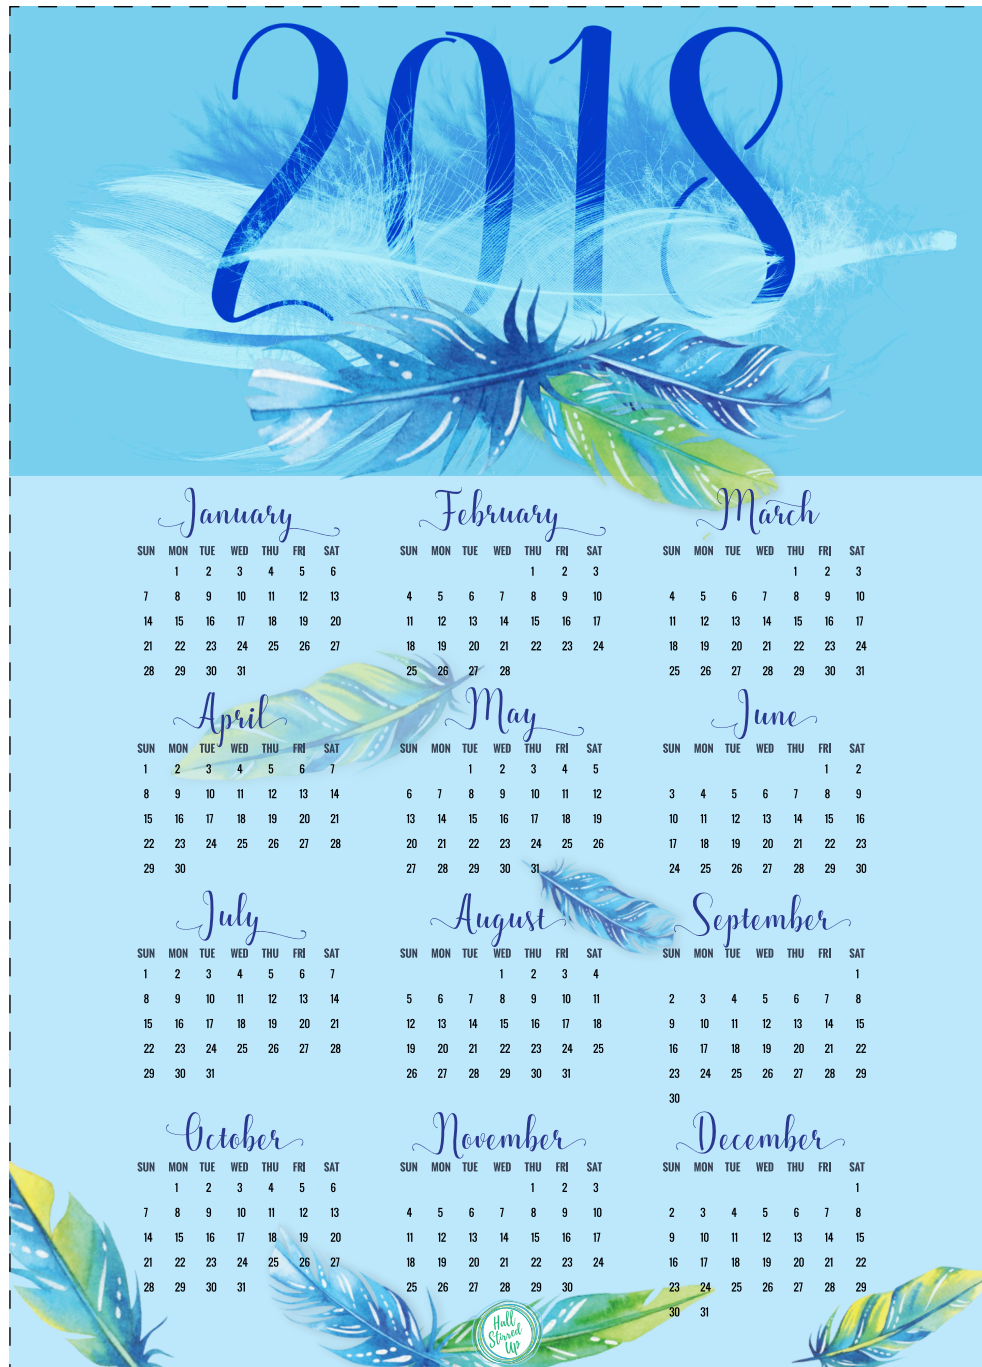 2018
January February March
SUN MON TUE WED THU FRI SAT SUN MON TUE WED THU FRI SAT SUN MON TUE WED THU FRI SAT
1 2 3 4 5 6 1 2 3 1 2 3
7 8 9 10 11 12 13 4 5 6 7 8 9 10 4 5 6 7 8 9 10
14 15 16 17 18 19 20 11 12 13 14 15 16 17 11 12 13 14 15 16 17
21 22 23 24 25 26 27 18 19 20 21 22 23 24 18 19 20 21 22 23 24
28 29 30 31 25 26 27 28 25 26 27 28 29 30 31
April May June
SUN MON TUE WED THU FRI SAT SUN MON TUE WED THU FRI SAT SUN MON TUE WED THU FRI SAT
1 2 3 4 5 6 7 1 2 3 4 5 1 2
8 9 10 11 12 13 14 6 7 8 9 10 11 12 3 4 5 6 7 8 9
15 16 17 18 19 20 21 13 14 15 16 17 18 19 10 11 12 13 14 15 16
22 23 24 25 26 27 28 20 21 22 23 24 25 26 17 18 19 20 21 22 23
29 30 27 28 29 30 31 24 25 26 27 28 29 30
July August September
SUN MON TUE WED THU FRI SAT SUN MON TUE WED THU FRI SAT SUN MON TUE WED THU FRI SAT
1 2 3 4 5 6 7 1 2 3 4 1
8 9 10 11 12 13 14 5 6 7 8 9 10 11 2 3 4 5 6 7 8
15 16 17 18 19 20 21 12 13 14 15 16 17 18 9 10 11 12 13 14 15
22 23 24 25 26 27 28 19 20 21 22 23 24 25 16 17 18 19 20 21 22
29 30 31 26 27 28 29 30 31 23 24 25 26 27 28 29
30
October November December
SUN MON TUE WED THU FRI SAT SUN MON TUE WED THU FRI SAT SUN MON TUE WED THU FRI SAT
1 2 3 4 5 6 1 2 3 1
7 8 9 10 11 12 13 4 5 6 7 8 9 10 2 3 4 5 6 7 8
14 15 16 17 18 19 20 11 12 13 14 15 16 17 9 10 11 12 13 14 15
21 22 23 24 25 26 27 18 19 20 21 22 23 24 16 17 18 19 20 21 22
28 29 30 31 25 26 27 28 29 30 23 24 25 26 27 28 29
30 31
Hall
Stirred
Up